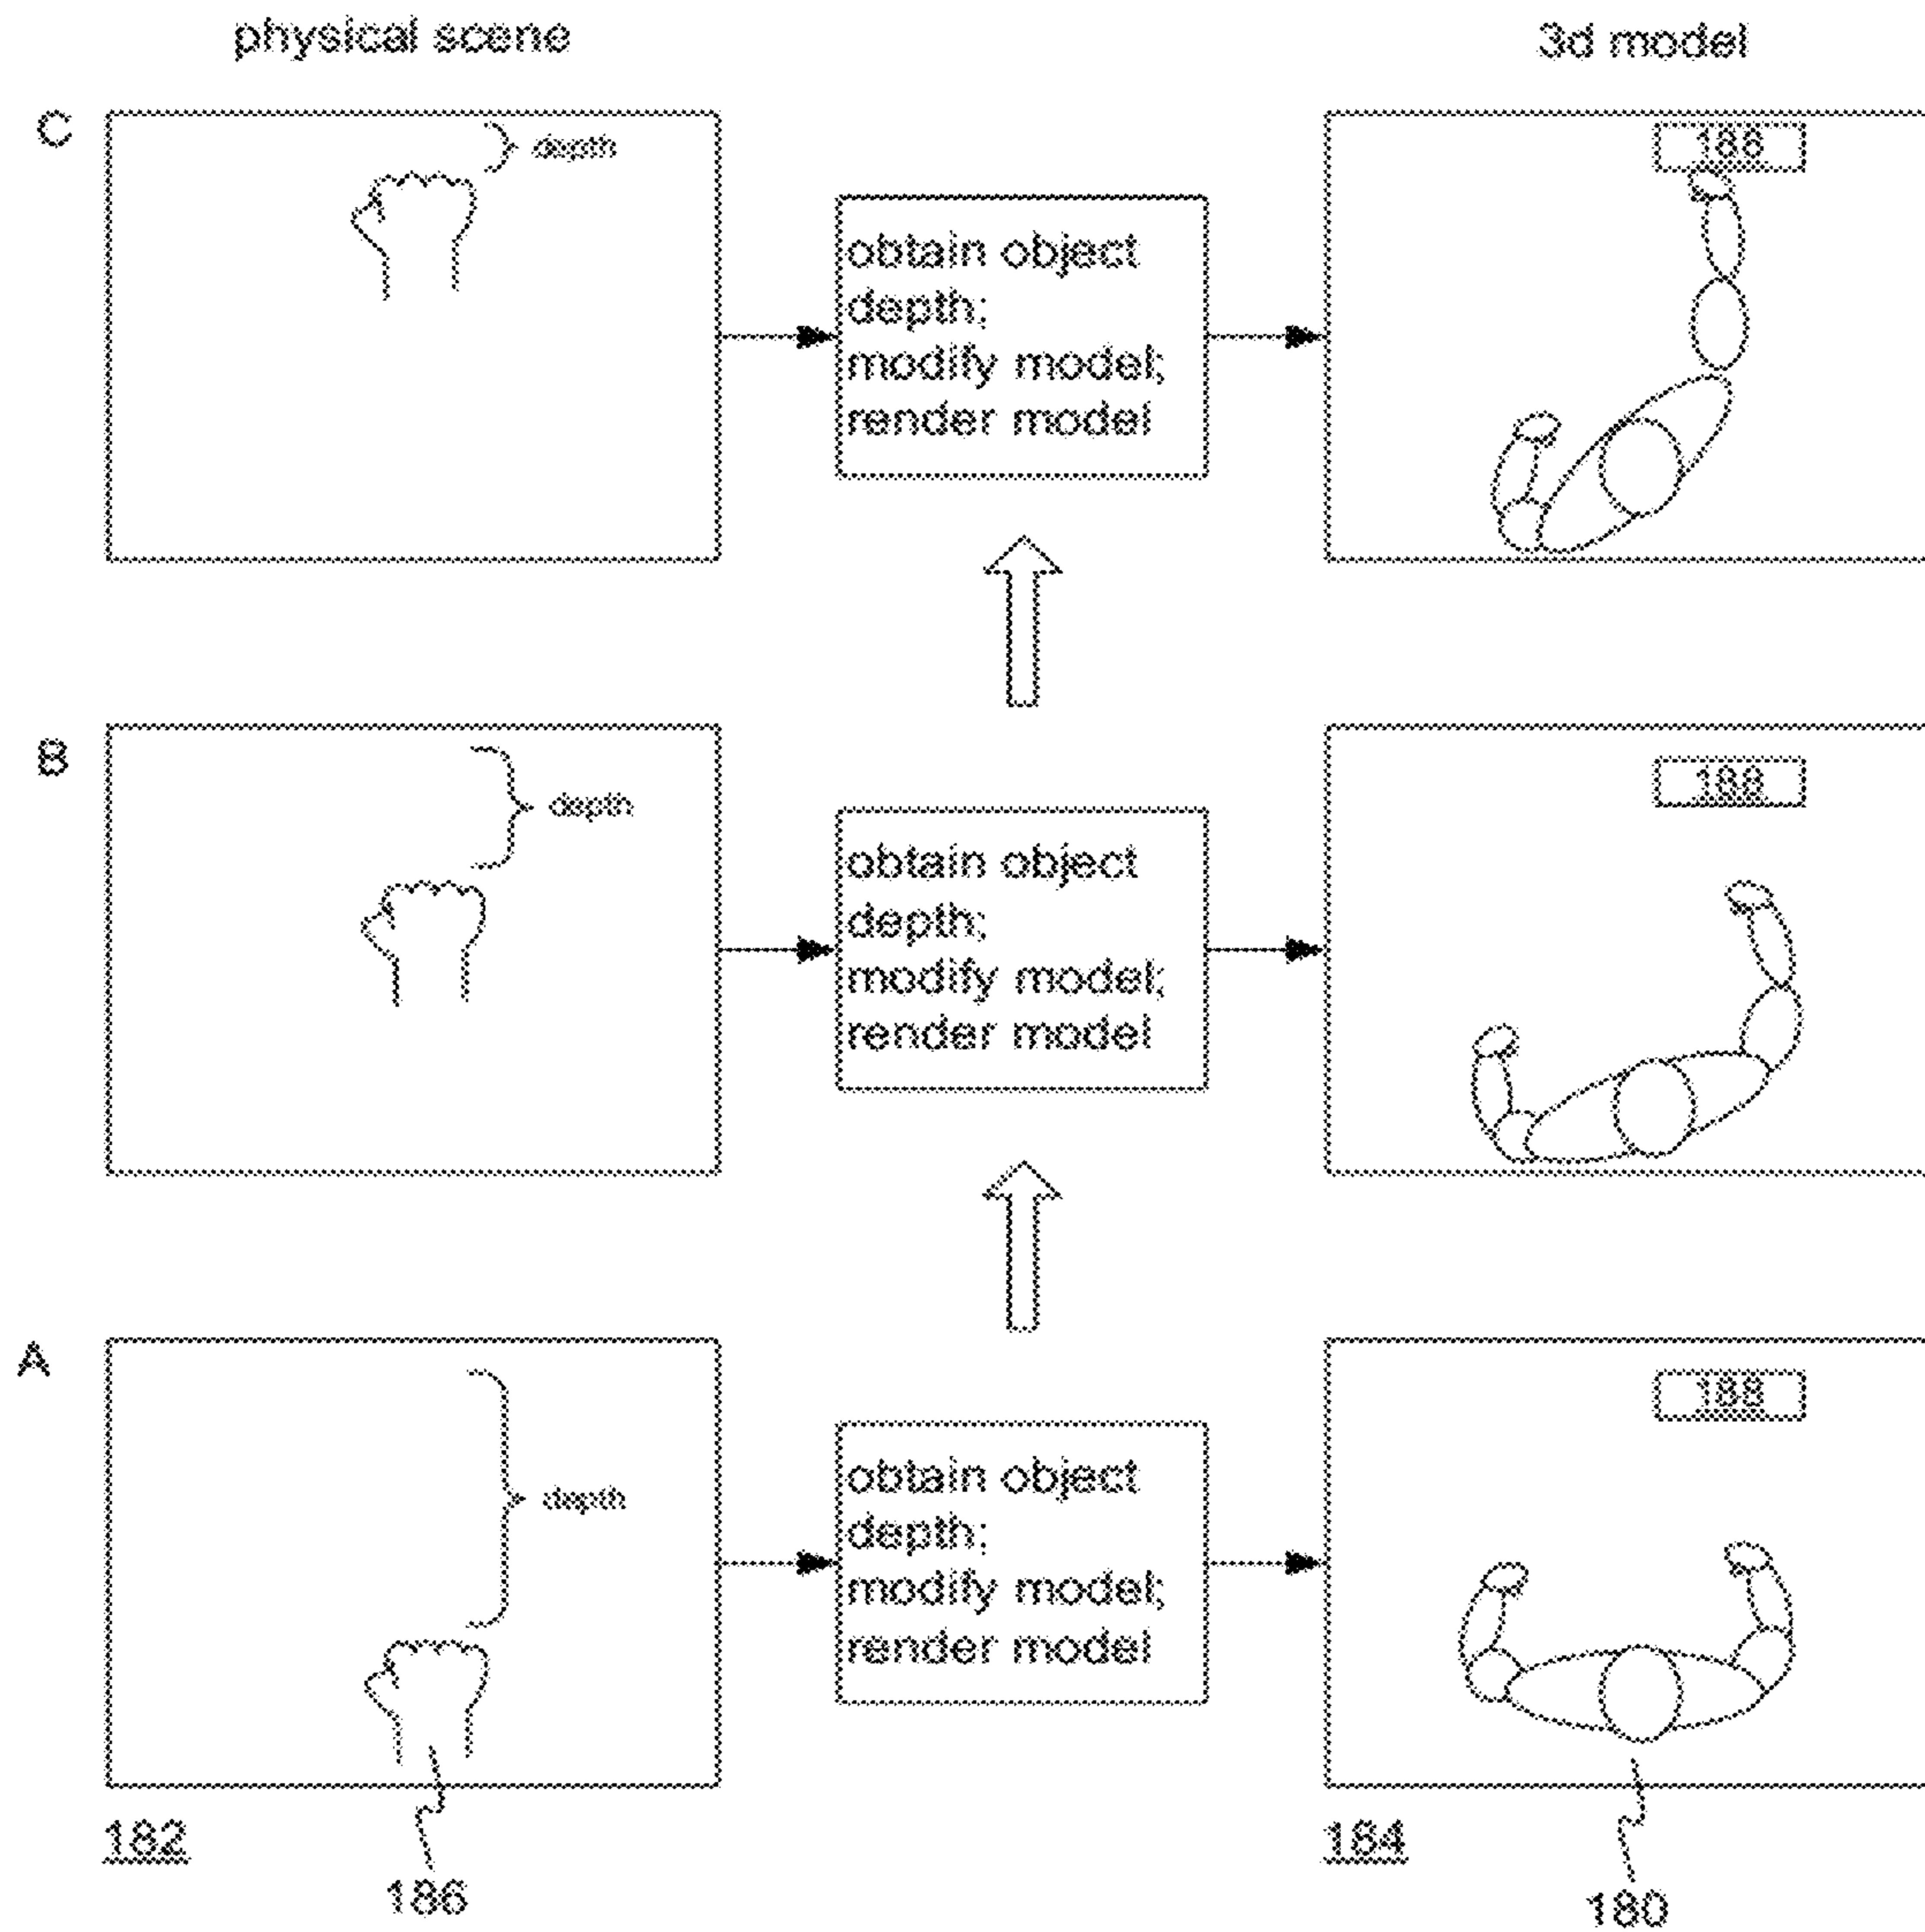 physical scene
3d model
C
depth
obtain object
depth;
modify model;
render model
188
B
depth
obtain object
depth;
modify model;
render model
188
A
depth
obtain object
depth;
modify model;
render model
188
182
186
184
180